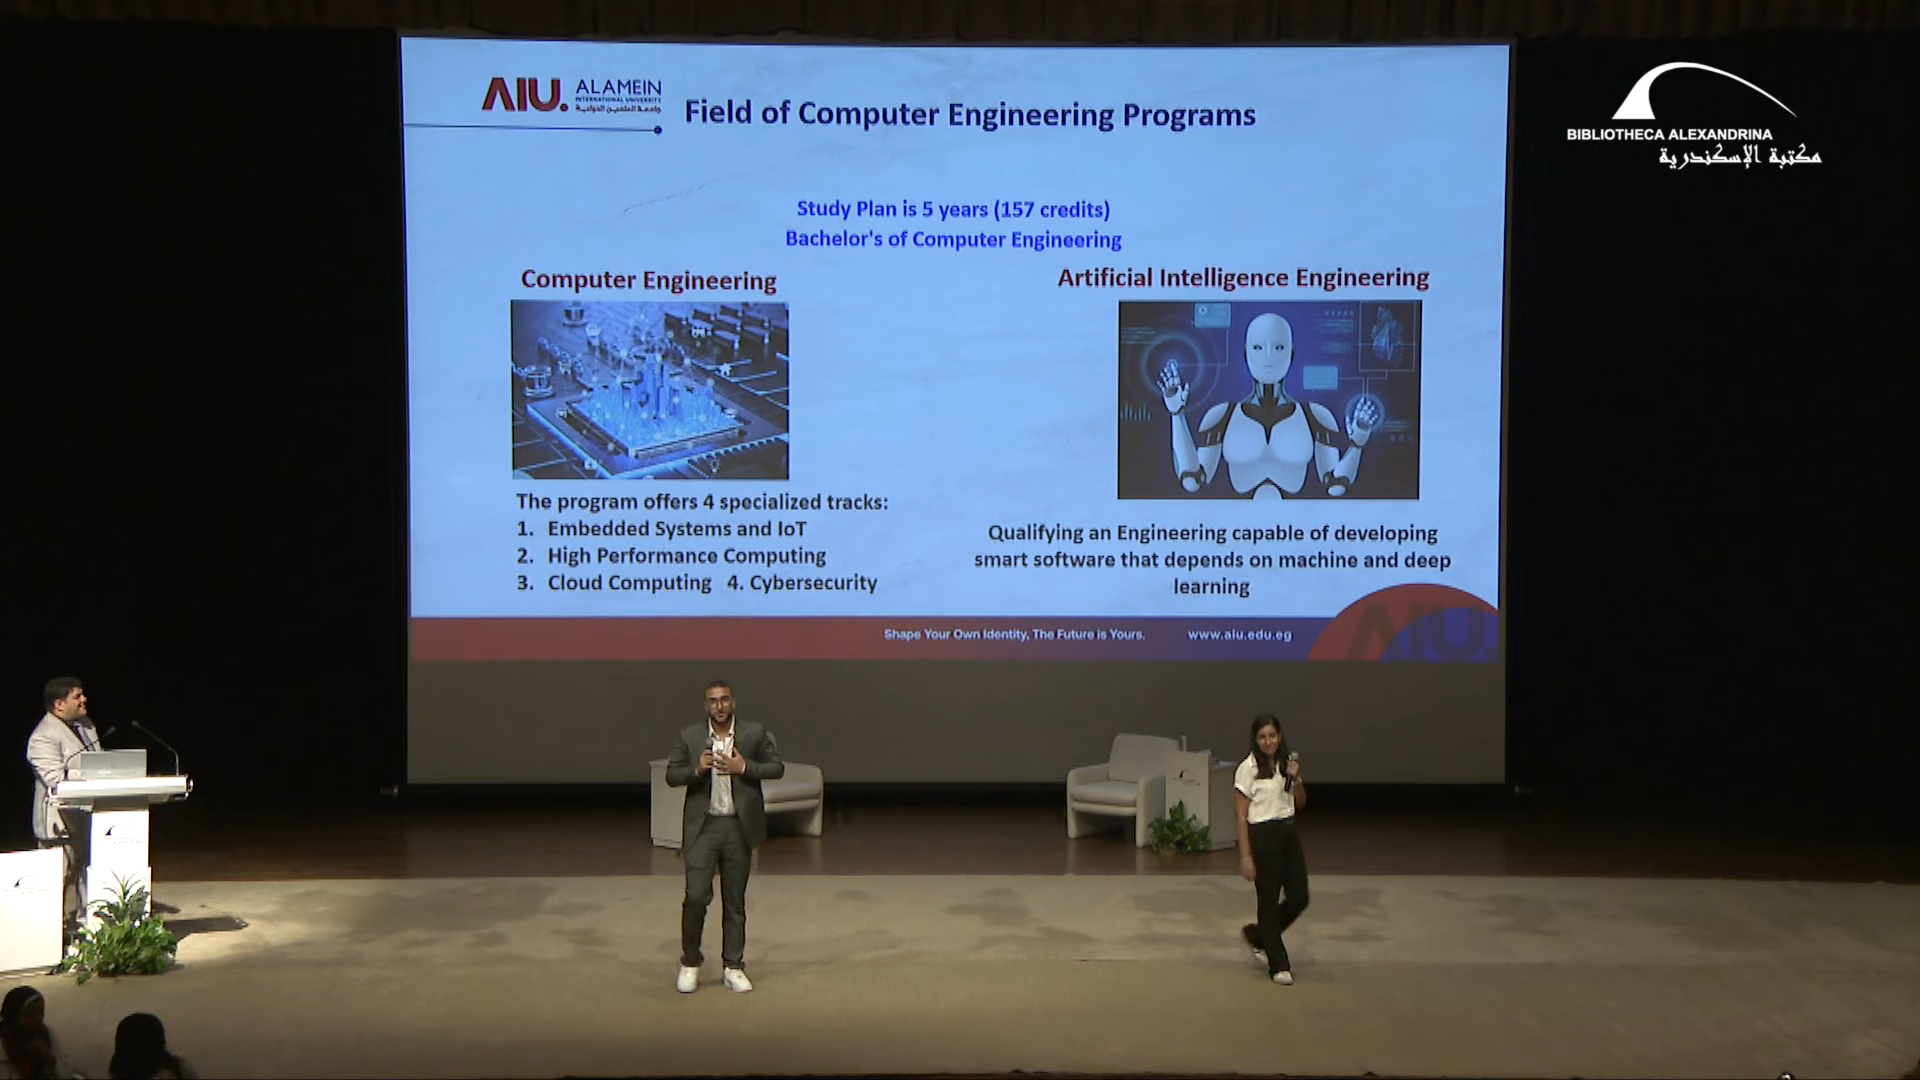 AIU. ALAMEIN
INTERNATIONAL UNIVERSITY
جامعة العلمين الدولية
Field of Computer Engineering Programs
BIBLIOTHECA ALEXANDRINA
مكتبة الإسكندرية
Study Plan is 5 years (157 credits)
Bachelor's of Computer Engineering
Computer Engineering
Artificial Intelligence Engineering
The program offers 4 specialized tracks:
1. Embedded Systems and IoT
2. High Performance Computing
3. Cloud Computing 4. Cybersecurity
Qualifying an Engineering capable of developing
smart software that depends on machine and deep
learning
Shape Your Own Identity, The Future is Yours. www.aiu.edu.eg
AIU.